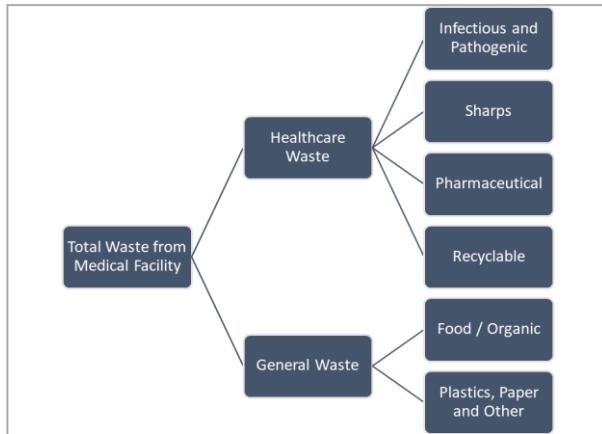 Infectious and
Pathogenic
Sharps
Healthcare
Waste
Pharmaceutical
Total Waste from
Medical Facility
Recyclable
Food / Organic
General Waste
Plastics, Paper
and Other